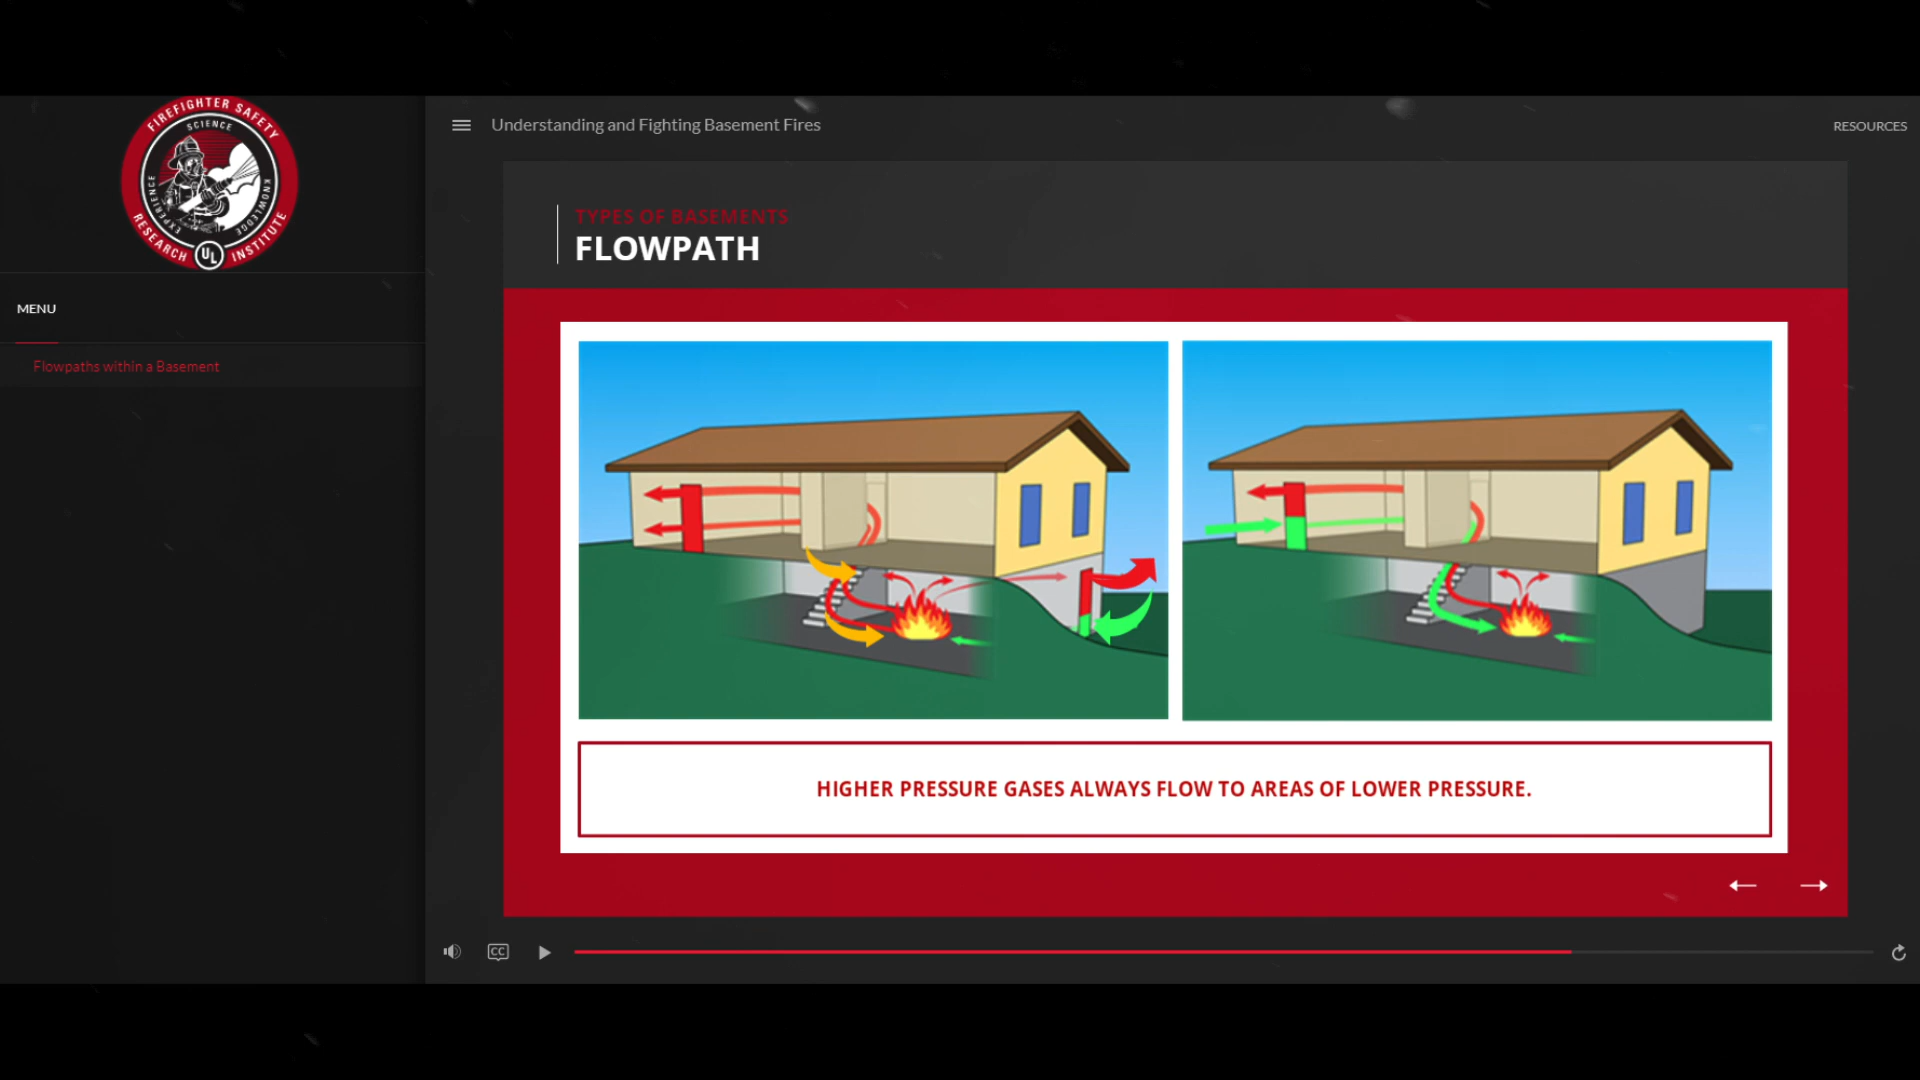 FIREFIGHTER SAFETY
SCIENCE
EXPERIENCE
KNOWLEDGE
RESEARCH UL INSTITUTE
MENU
Flowpaths within a Basement
Understanding and Fighting Basement Fires
RESOURCES
TYPES OF BASEMENTS
FLOWPATH
HIGHER PRESSURE GASES ALWAYS FLOW TO AREAS OF LOWER PRESSURE.
CC